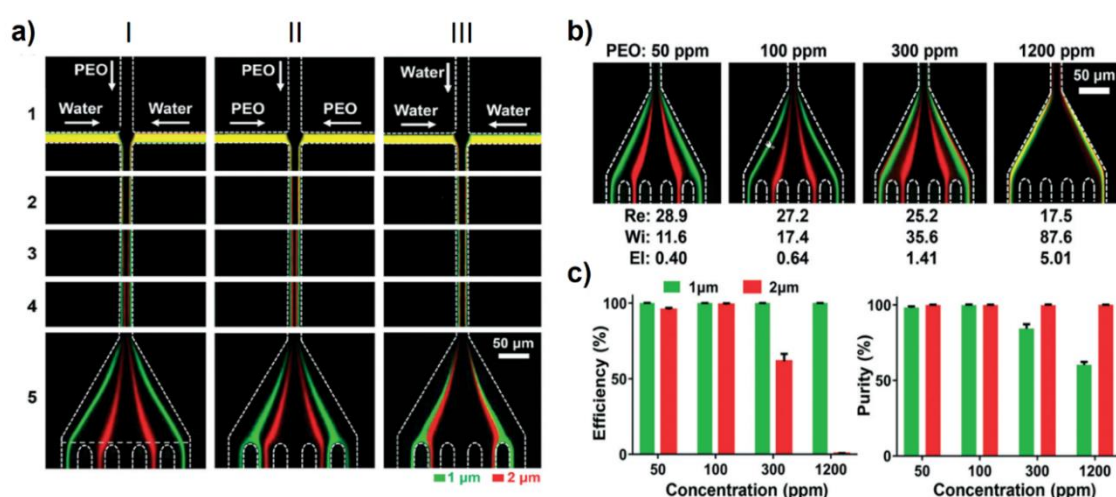 a)
I II III
1
PEO PEO Water
Water Water PEO PEO Water Water
2
3
4
5
50 µm
1 µm 2 µm
b)
PEO: 50 ppm 100 ppm 300 ppm 1200 ppm
50 µm
Re: 28.9 27.2 25.2 17.5
Wi: 11.6 17.4 35.6 87.6
El: 0.40 0.64 1.41 5.01
c)
1µm 2µm
Efficiency (%)
100
50
0
50 100 300 1200
Concentration (ppm)
Purity (%)
100
50
0
50 100 300 1200
Concentration (ppm)